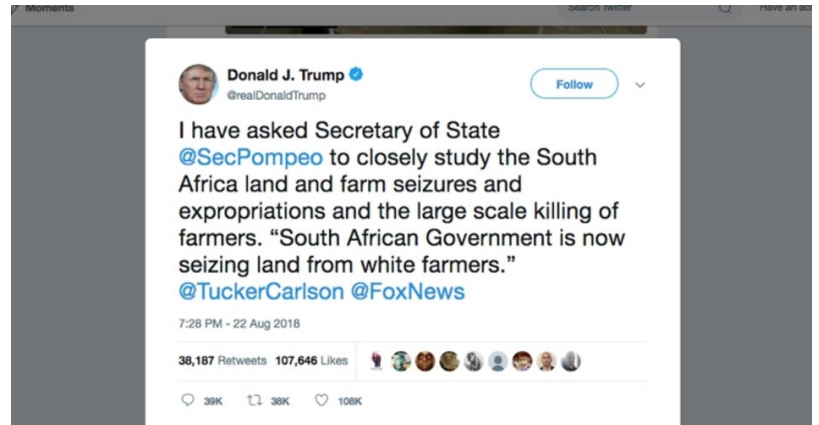 Moments
Search Twitter
Have an acc
Donald J. Trump
@realDonaldTrump
Follow
I have asked Secretary of State
@SecPompeo to closely study the South
Africa land and farm seizures and
expropriations and the large scale killing of
farmers. “South African Government is now
seizing land from white farmers.”
@TuckerCarlson @FoxNews
7:28 PM - 22 Aug 2018
38,187 Retweets 107,646 Likes
39K 38K 108K